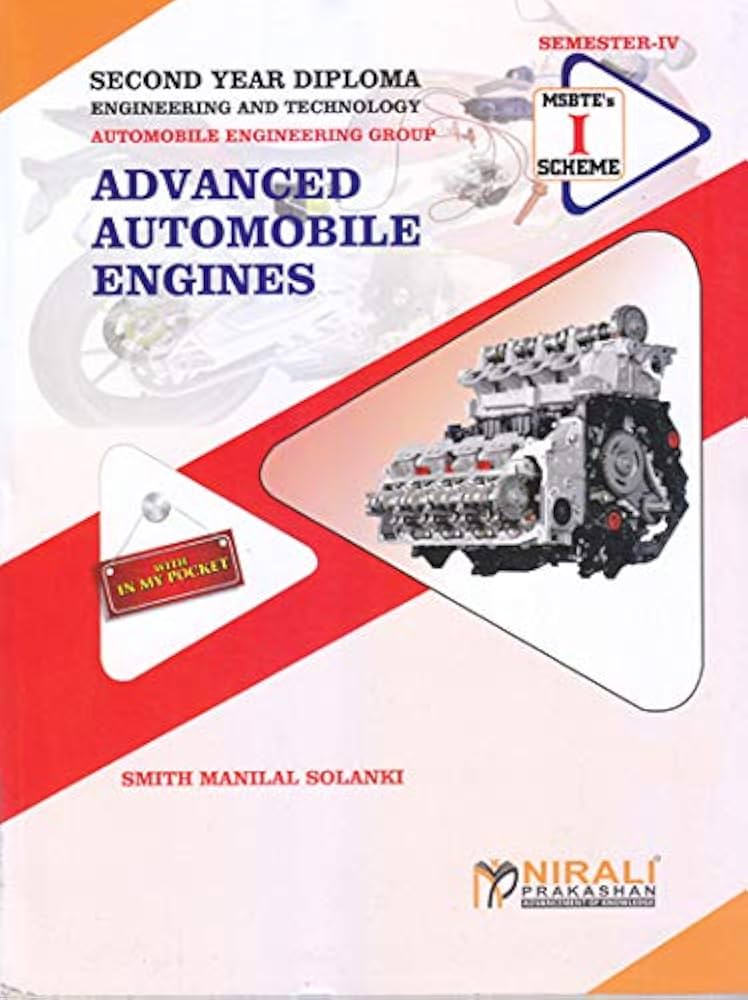 SEMESTER-IV
SECOND YEAR DIPLOMA
ENGINEERING AND TECHNOLOGY
AUTOMOBILE ENGINEERING GROUP
MSBTE's
I
SCHEME
ADVANCED
AUTOMOBILE
ENGINES
WITH
IN MY POCKET
SMITH MANILAL SOLANKI
NIRALI
PRAKASHAN
ADVANCEMENT OF KNOWLEDGE